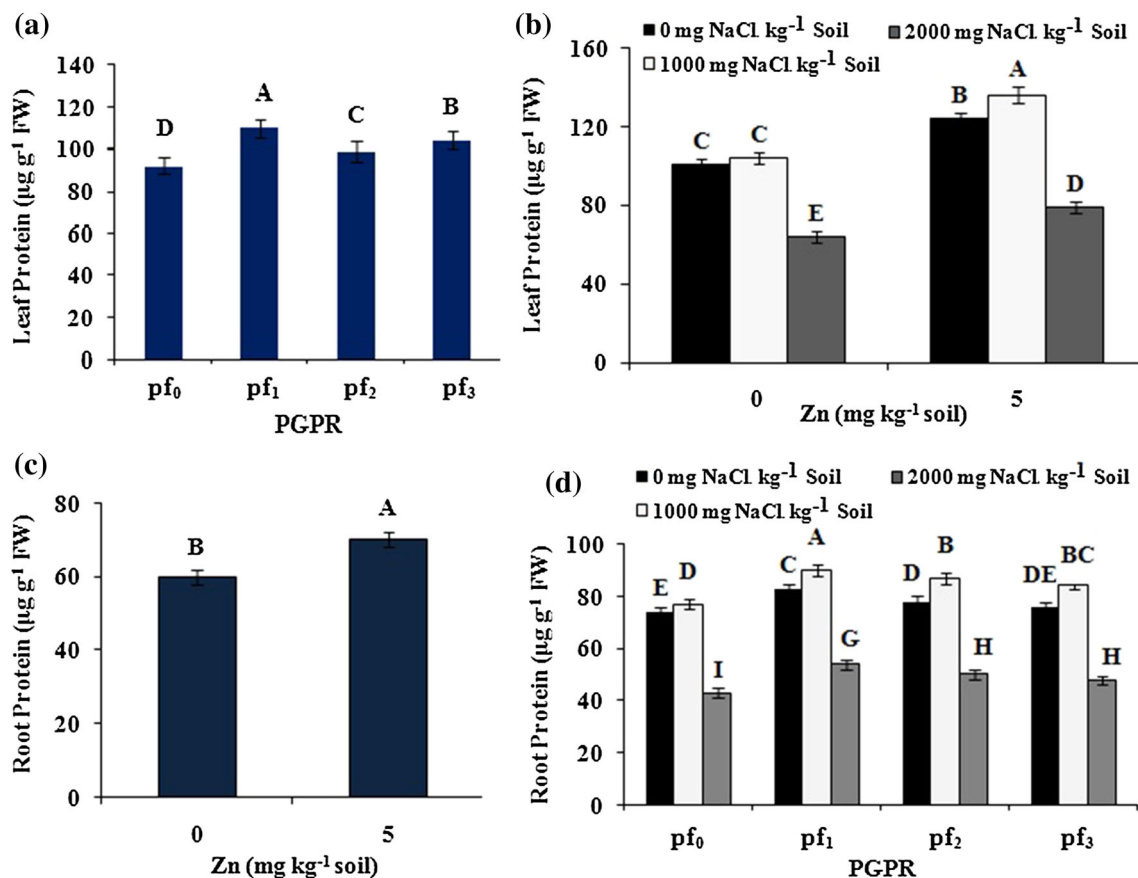 (a)
140
120
100
80
60
40
20
0
Leaf Protein (µg g⁻¹ FW)
D
A
C
B
pf₀ pf₁ pf₂ pf₃
PGPR
(b)
0 mg NaCl kg⁻¹ Soil
2000 mg NaCl kg⁻¹ Soil
1000 mg NaCl kg⁻¹ Soil
160
120
80
40
0
Leaf Protein (µg g⁻¹ FW)
C C E B A D
0 5
Zn (mg kg⁻¹ soil)
(c)
80
60
40
20
0
Root Protein (µg g⁻¹ FW)
B
A
0 5
Zn (mg kg⁻¹ soil)
(d)
0 mg NaCl kg⁻¹ Soil
2000 mg NaCl kg⁻¹ Soil
1000 mg NaCl kg⁻¹ Soil
100
80
60
40
20
0
Root Protein (µg g⁻¹ FW)
E D I C A G D B H DE BC H
pf₀ pf₁ pf₂ pf₃
PGPR